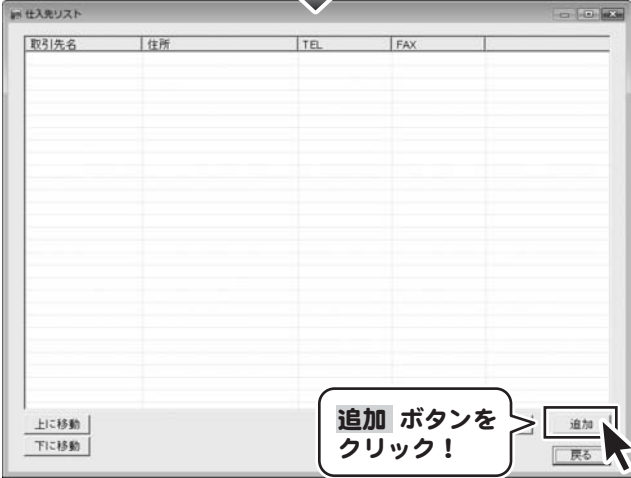 仕入先リスト
取引先名 住所 TEL FAX
上に移動
下に移動
追加 ボタンを
クリック！
追加
戻る